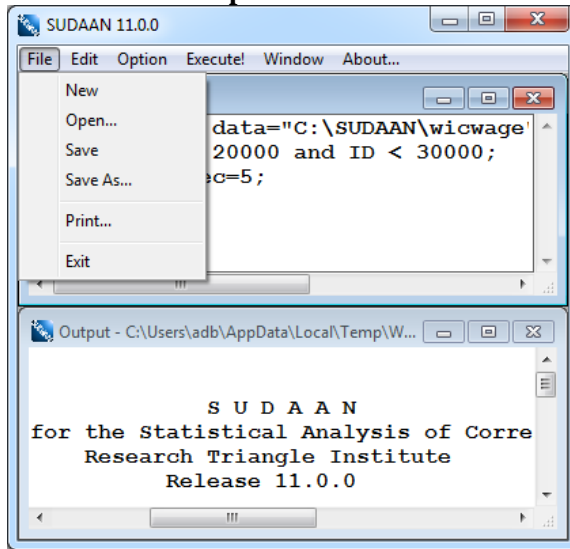 SUDAAN 11.0.0
File Edit Option Execute! Window About...
New
Open...
Save
Save As...
Print...
Exit
data="C:\SUDAAN\wicwage'
20000 and ID < 30000;
ec=5;
Output - C:\Users\adb\AppData\Local\Temp\W...
S U D A A N
for the Statistical Analysis of Corre
Research Triangle Institute
Release 11.0.0